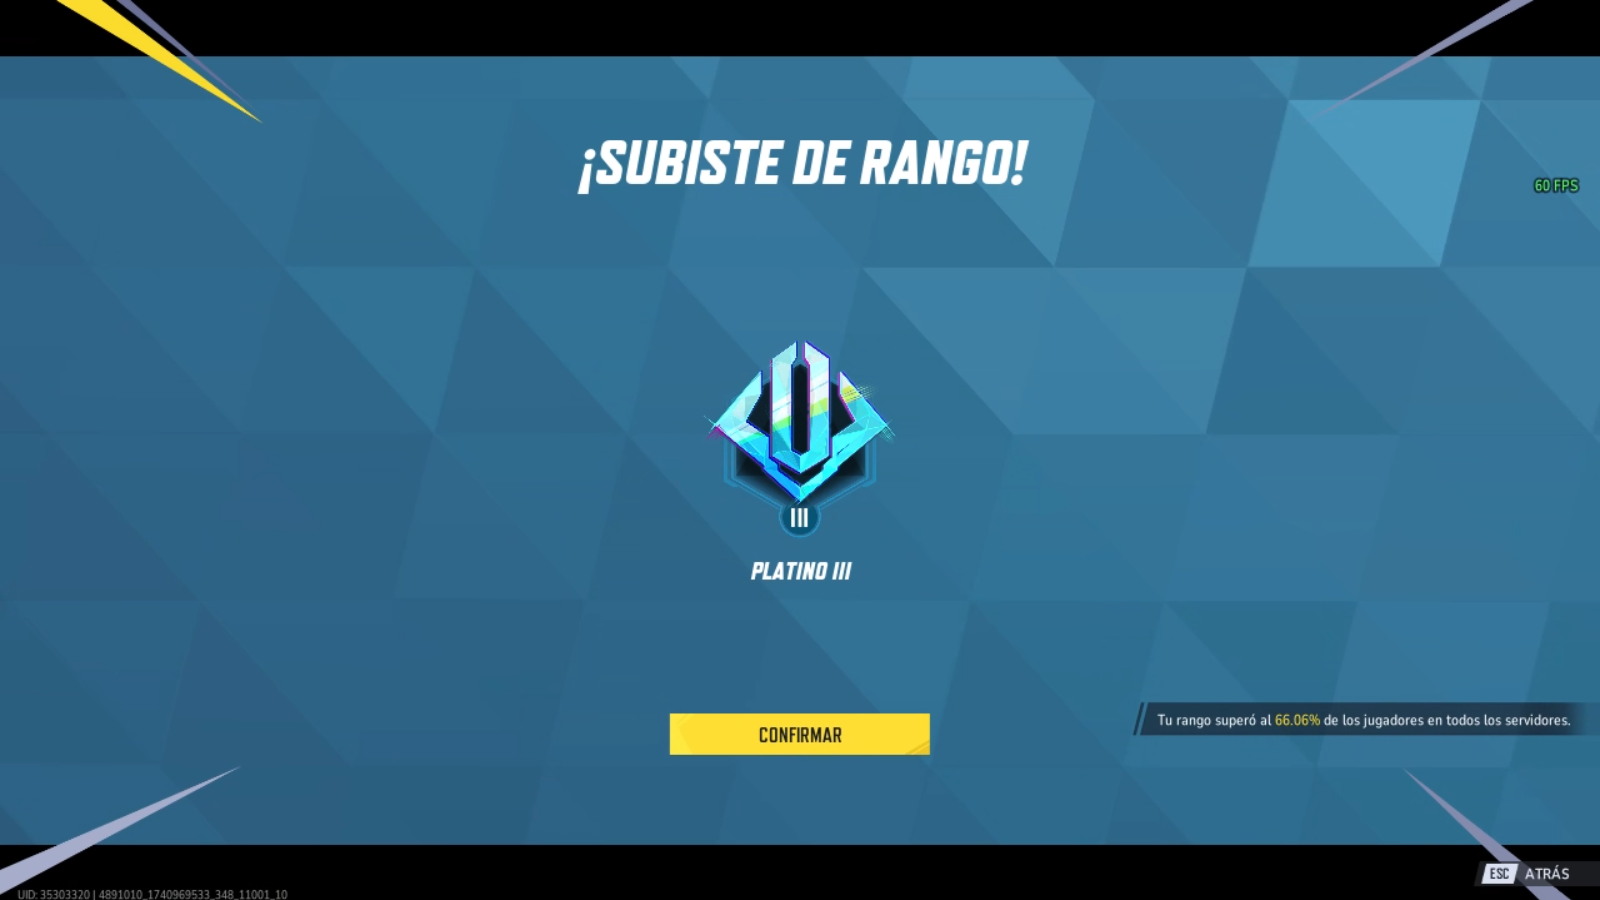 ¡SUBISTE DE RANGO!
60 FPS
III
PLATINO III
Tu rango superó al 66.06% de los jugadores en todos los servidores.
CONFIRMAR
ESC ATRÁS
UID: 35303320 | 4891010_1740969533_348_11001_10